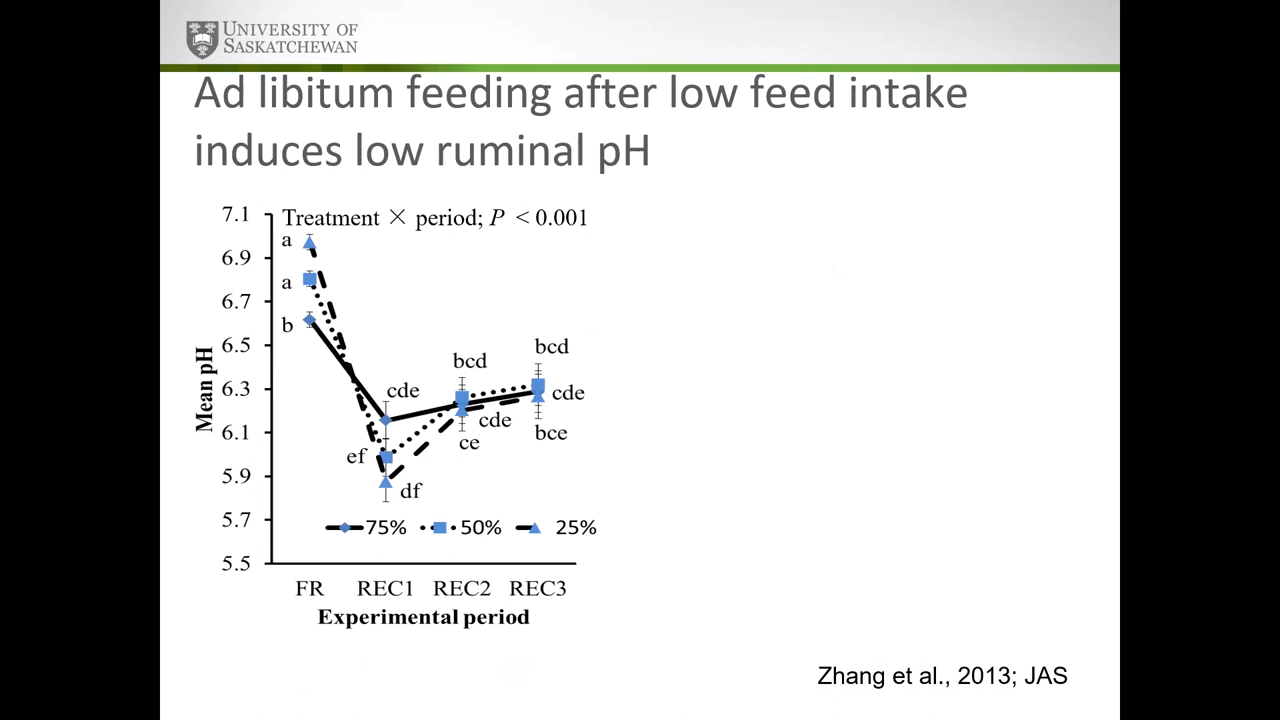 UNIVERSITY OF
SASKATCHEWAN
Ad libitum feeding after low feed intake
induces low ruminal pH
7.1
6.9
6.7
6.5
6.3
6.1
5.9
5.7
5.5
Mean pH
Treatment × period; P < 0.001
a
a
b
cde
ef
df
bcd
cde
ce
bcd
cde
bce
75% 50% 25%
FR REC1 REC2 REC3
Experimental period
Zhang et al., 2013; JAS